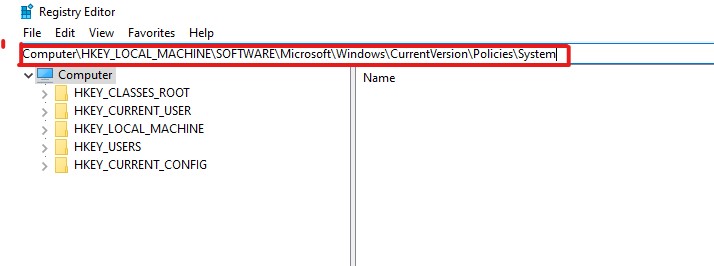 Registry Editor
File Edit View Favorites Help
Computer\HKEY_LOCAL_MACHINE\SOFTWARE\Microsoft\Windows\CurrentVersion\Policies\System
Computer
Name
HKEY_CLASSES_ROOT
HKEY_CURRENT_USER
HKEY_LOCAL_MACHINE
HKEY_USERS
HKEY_CURRENT_CONFIG